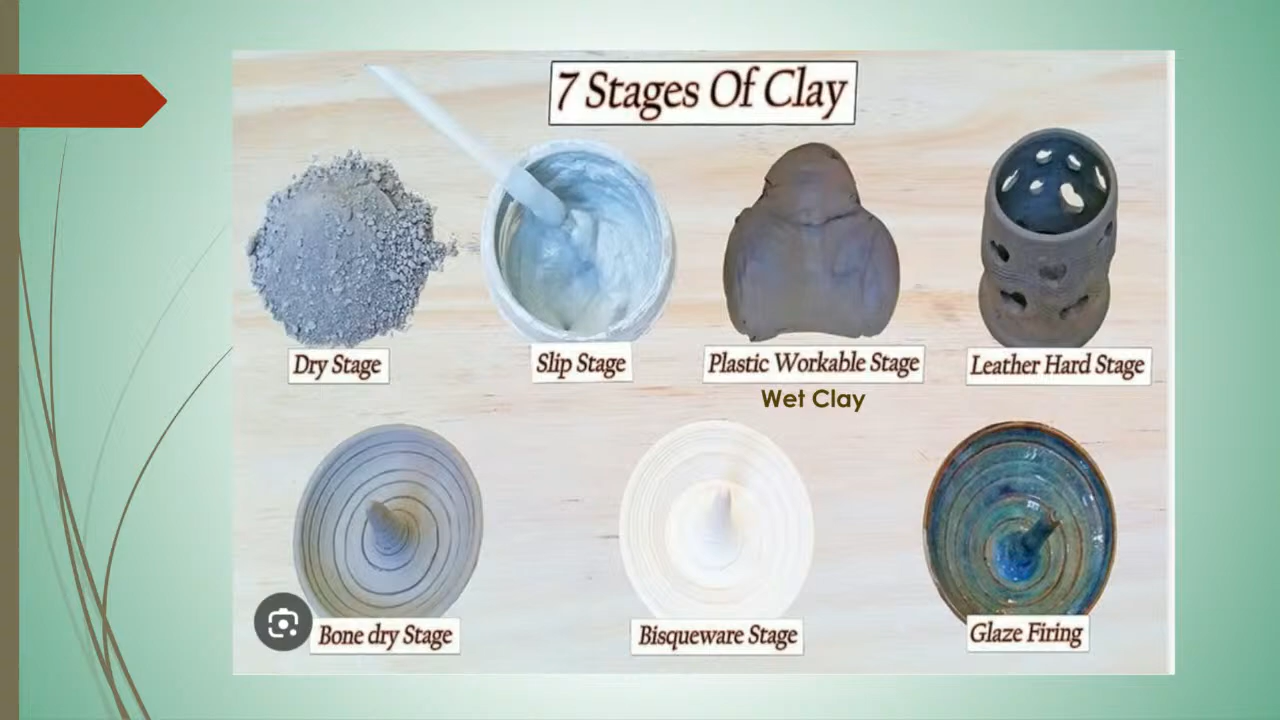 7 Stages Of Clay
Dry Stage
Slip Stage
Plastic Workable Stage
Leather Hard Stage
Wet Clay
Bone dry Stage
Bisqueware Stage
Glaze Firing